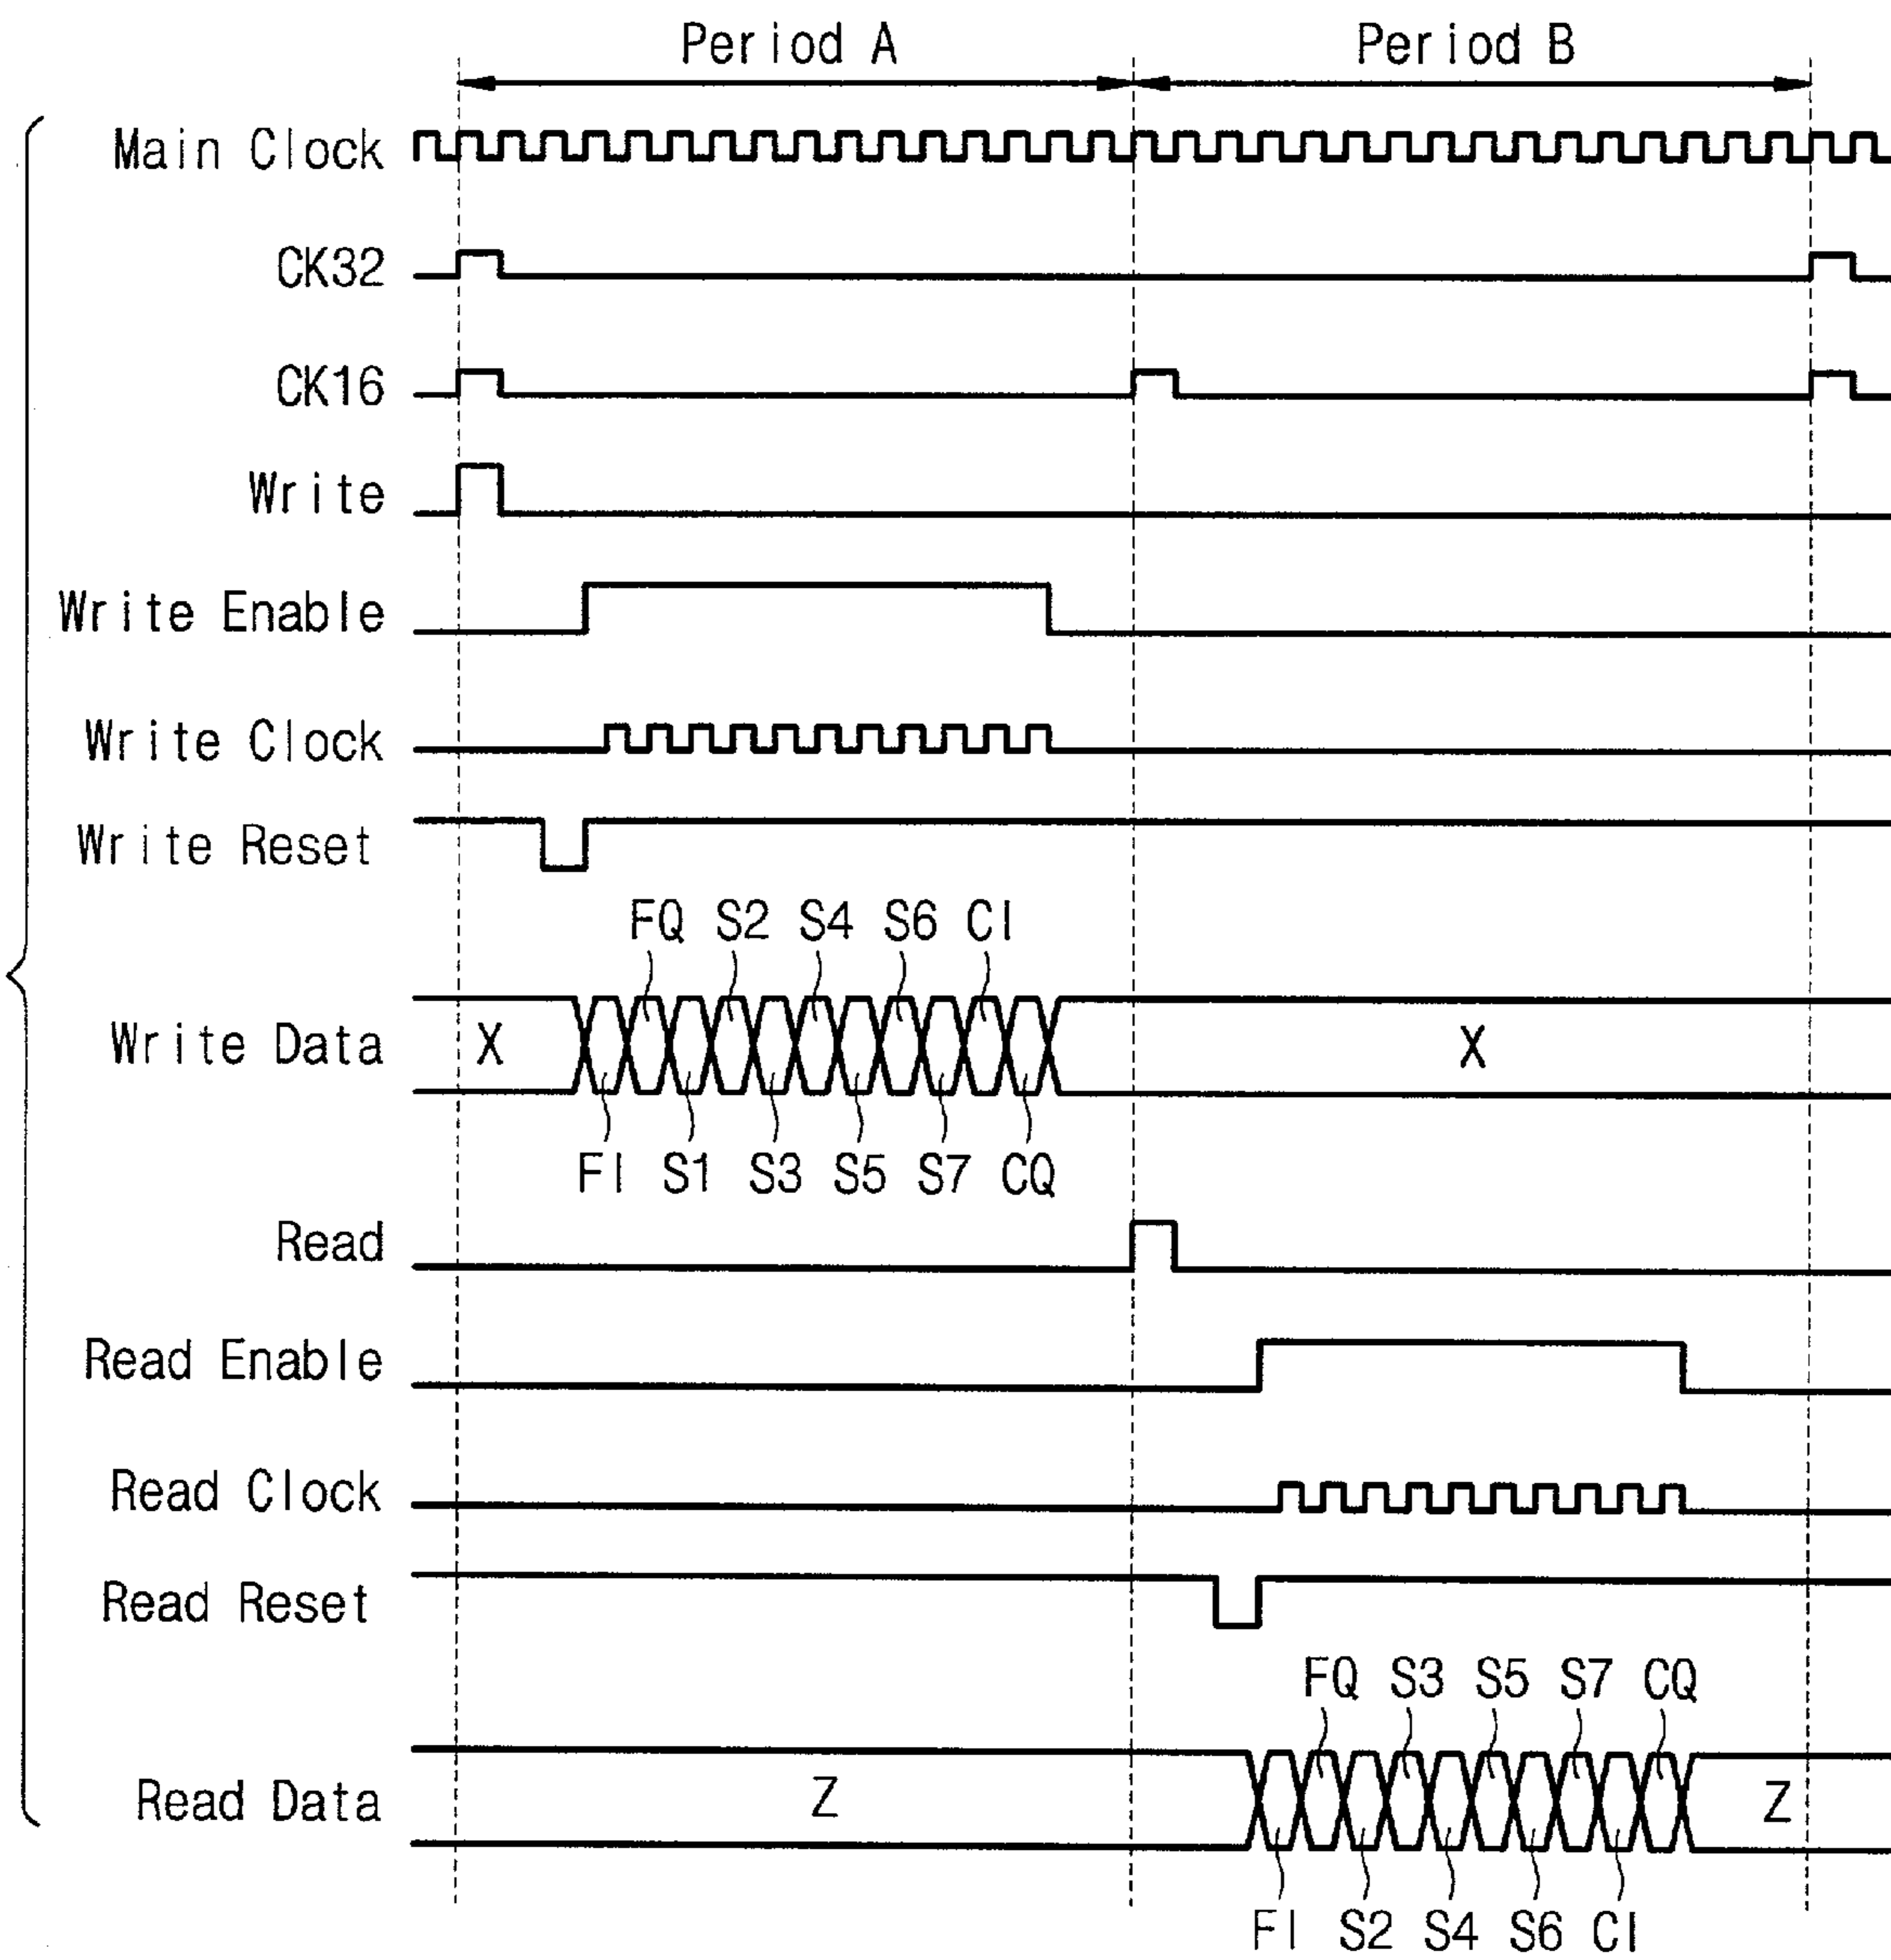 Period A Period B
Main Clock
CK32
CK16
Write
Write Enable
Write Clock
Write Reset
FQ S2 S4 S6 CI
Write Data X X
FI S1 S3 S5 S7 CQ
Read
Read Enable
Read Clock
Read Reset
FQ S3 S5 S7 CQ
Read Data Z Z
FI S2 S4 S6 CI